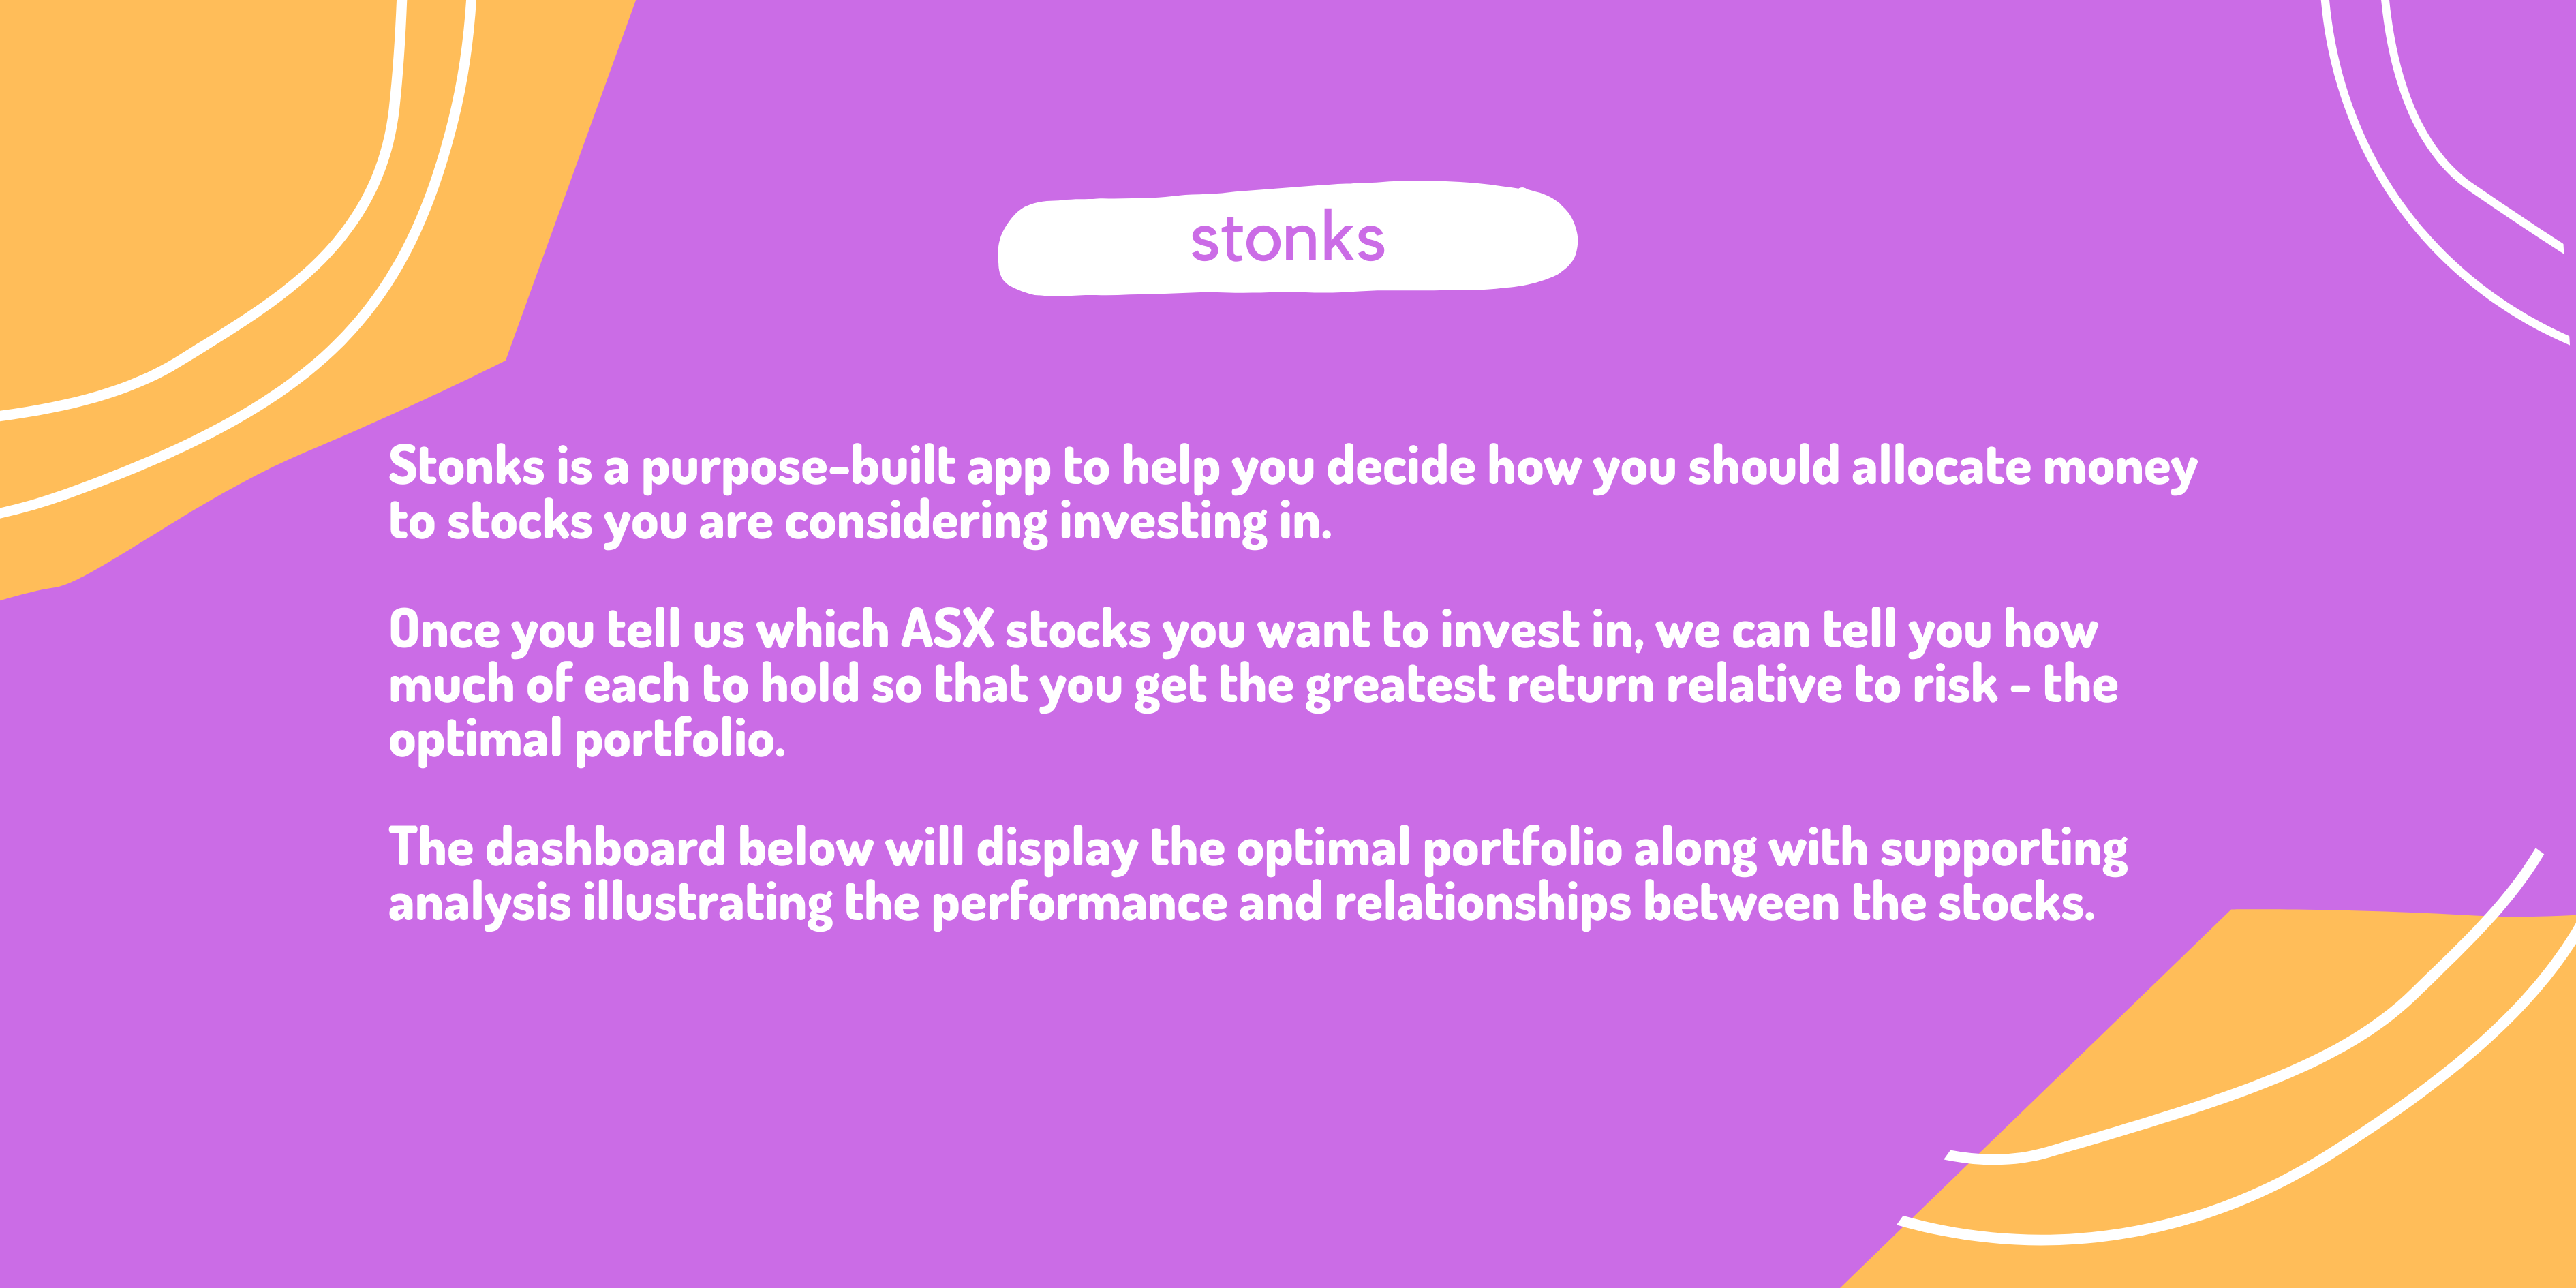 stonks
Stonks is a purpose-built app to help you decide how you should allocate money
to stocks you are considering investing in.
Once you tell us which ASX stocks you want to invest in, we can tell you how
much of each to hold so that you get the greatest return relative to risk - the
optimal portfolio.
The dashboard below will display the optimal portfolio along with supporting
analysis illustrating the performance and relationships between the stocks.